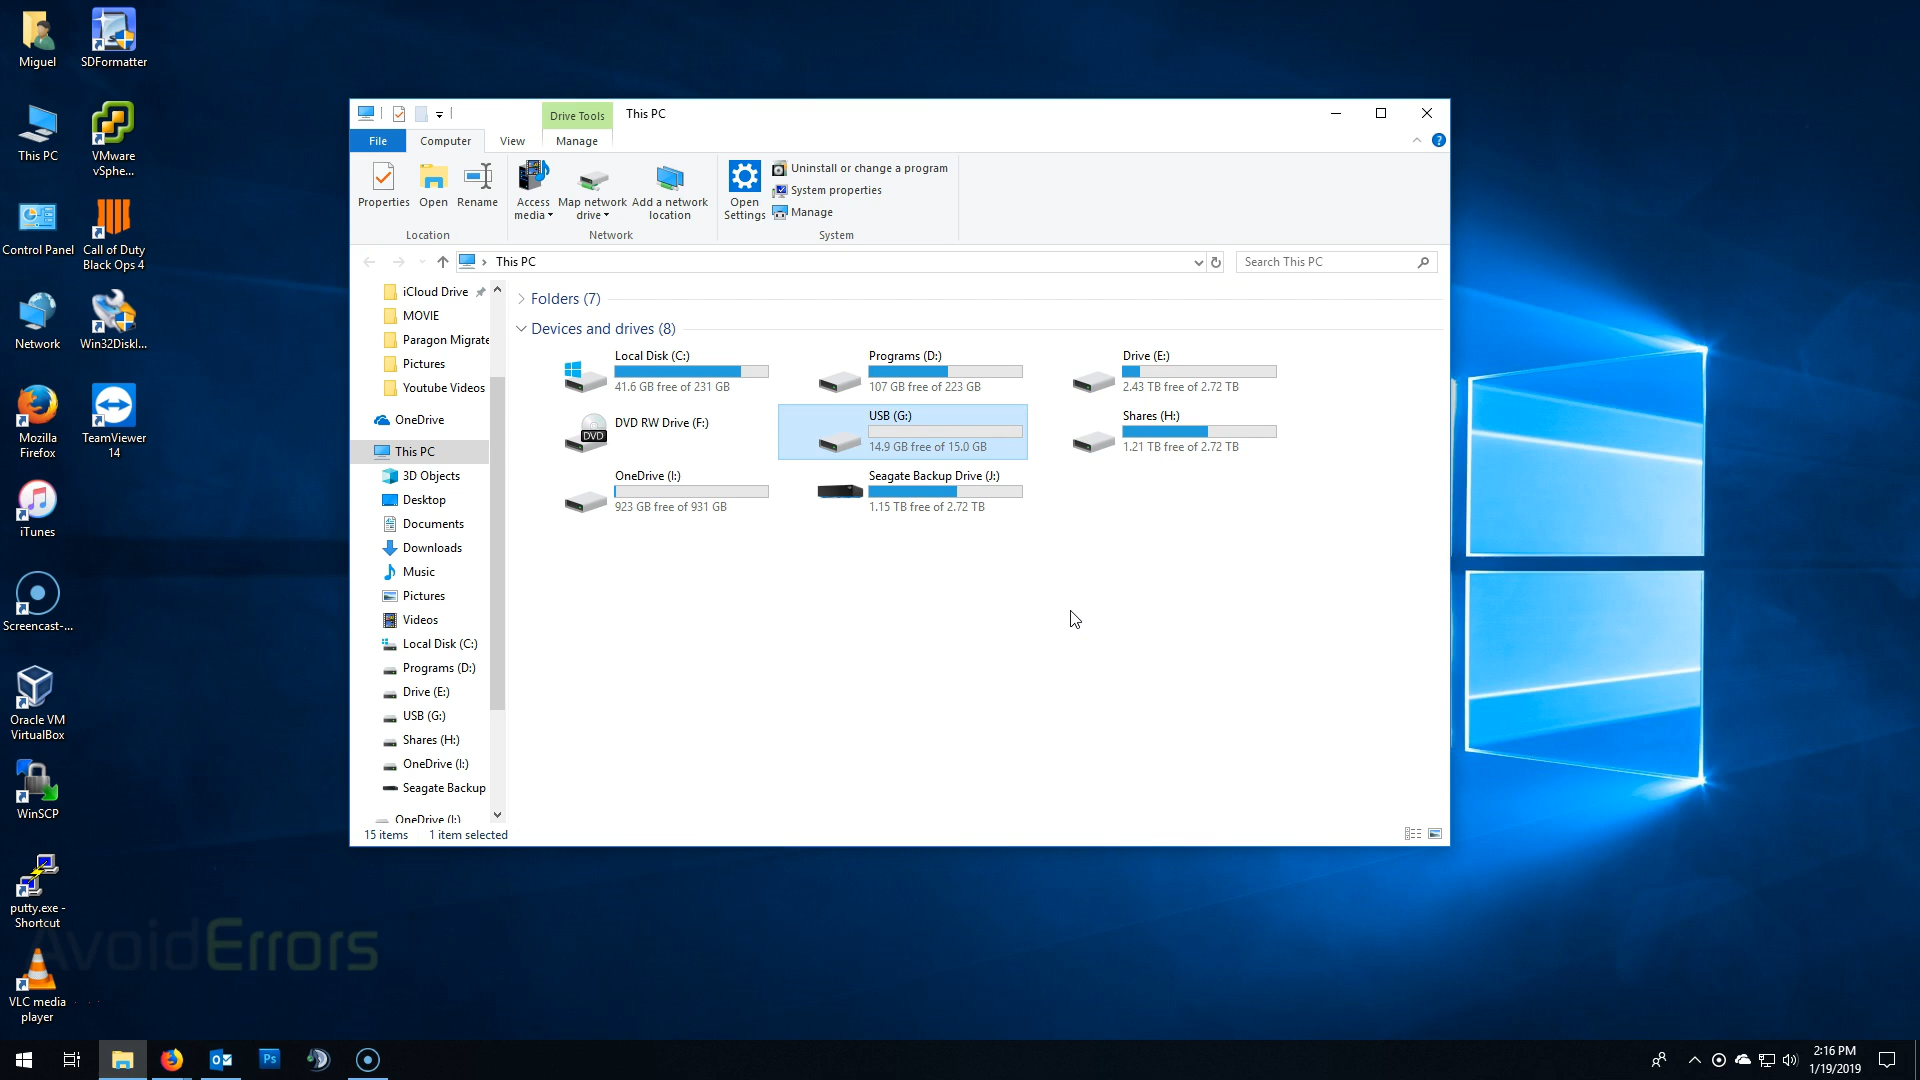 Miguel
SDFormatter
This PC
VMware
vSphe...
Control Panel
Call of Duty
Black Ops 4
Network
Win32DiskI...
Mozilla
Firefox
TeamViewer
14
iTunes
Screencast-...
Oracle VM
VirtualBox
WinSCP
putty.exe -
Shortcut
VLC media
player
AvoidErrors
Drive Tools
This PC
File
Computer
View
Manage
Properties
Open
Rename
Access
media
Map network
drive
Add a network
location
Open
Settings
Uninstall or change a program
System properties
Manage
Location
Network
System
This PC
Search This PC
iCloud Drive
MOVIE
Paragon Migrate
Pictures
Youtube Videos
OneDrive
This PC
3D Objects
Desktop
Documents
Downloads
Music
Pictures
Videos
Local Disk (C:)
Programs (D:)
Drive (E:)
USB (G:)
Shares (H:)
OneDrive (I:)
Seagate Backup
OneDrive (I:)
Folders (7)
Devices and drives (8)
Local Disk (C:)
41.6 GB free of 231 GB
Programs (D:)
107 GB free of 223 GB
Drive (E:)
2.43 TB free of 2.72 TB
DVD RW Drive (F:)
DVD
USB (G:)
14.9 GB free of 15.0 GB
Shares (H:)
1.21 TB free of 2.72 TB
OneDrive (I:)
923 GB free of 931 GB
Seagate Backup Drive (J:)
1.15 TB free of 2.72 TB
15 items
1 item selected
Ps
2:16 PM
1/19/2019